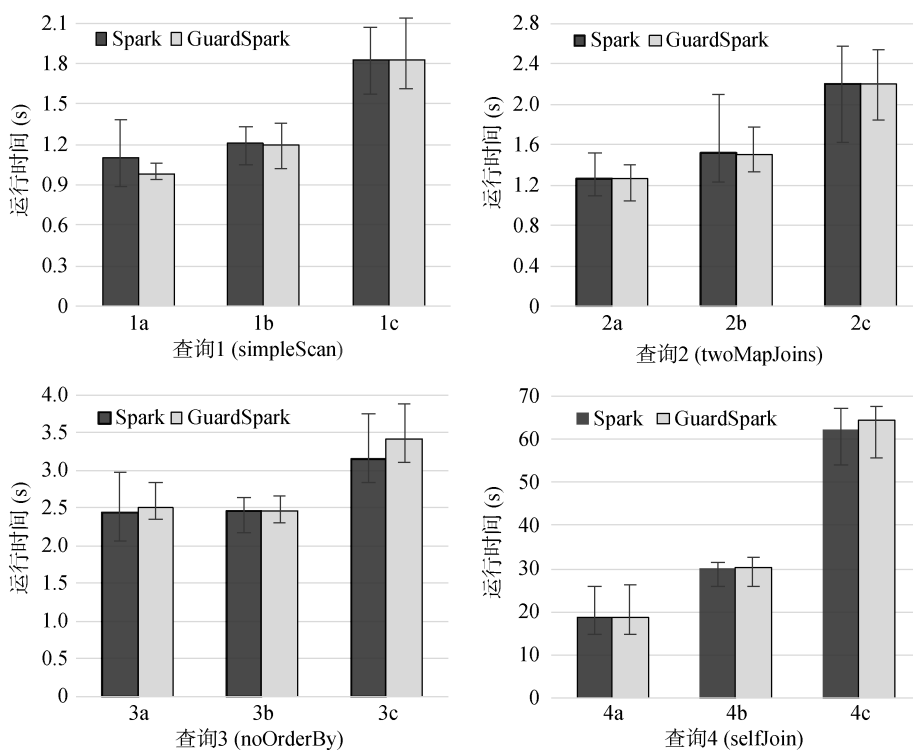 2.1
1.8
1.5
1.2
0.9
0.6
0.3
0
运行时间 (s)
Spark GuardSpark
1a 1b 1c
查询1 (simpleScan)
2.8
2.4
2.0
1.6
1.2
0.8
0.4
0
运行时间 (s)
Spark GuardSpark
2a 2b 2c
查询2 (twoMapJoins)
4.0
3.5
3.0
2.5
2.0
1.5
1.0
0.5
0
运行时间 (s)
Spark GuardSpark
3a 3b 3c
查询3 (noOrderBy)
70
60
50
40
30
20
10
0
运行时间 (s)
Spark GuardSpark
4a 4b 4c
查询4 (selfJoin)